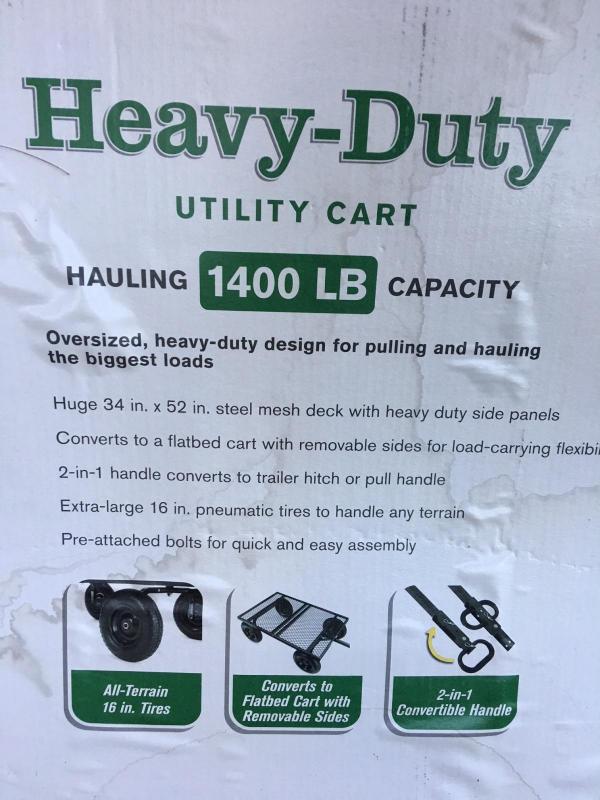 Heavy-Duty
UTILITY CART
HAULING 1400 LB CAPACITY
Oversized, heavy-duty design for pulling and hauling
the biggest loads
Huge 34 in. x 52 in. steel mesh deck with heavy duty side panels
Converts to a flatbed cart with removable sides for load-carrying flexibi
2-in-1 handle converts to trailer hitch or pull handle
Extra-large 16 in. pneumatic tires to handle any terrain
Pre-attached bolts for quick and easy assembly
All-Terrain
16 in. Tires
Converts to
Flatbed Cart with
Removable Sides
2-in-1
Convertible Handle